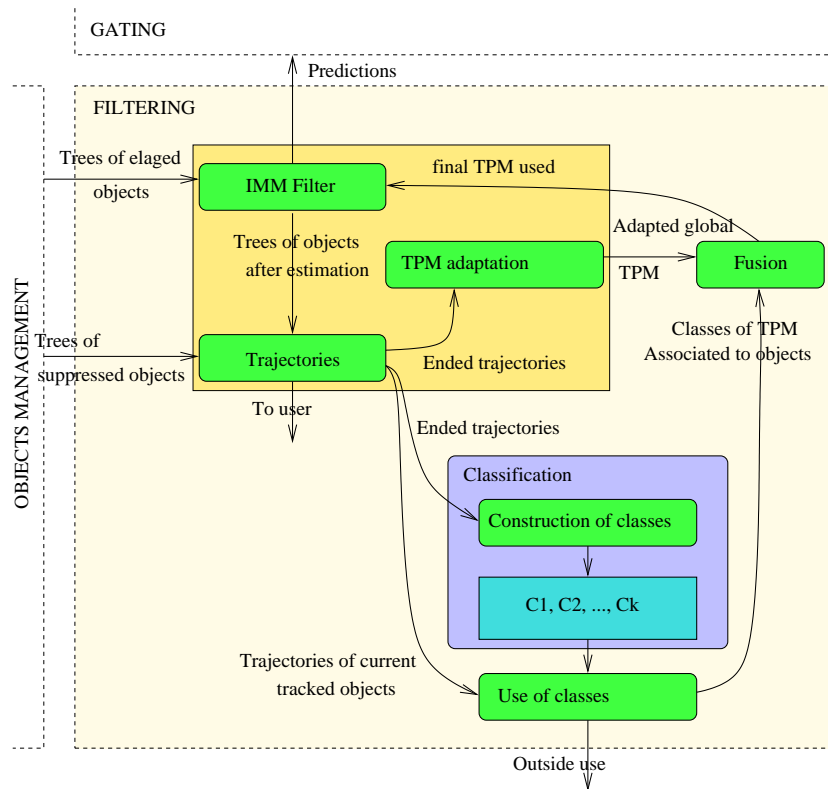 GATING
Predictions
FILTERING
Trees of elaged
objects
IMM Filter
final TPM used
Trees of objects
after estimation
TPM adaptation
Adapted global
TPM
Fusion
OBJECTS MANAGEMENT
Trees of
suppressed objects
Trajectories
Ended trajectories
Classes of TPM
Associated to objects
To user
Ended trajectories
Classification
Construction of classes
C1, C2, ..., Ck
Trajectories of current
tracked objects
Use of classes
Outside use